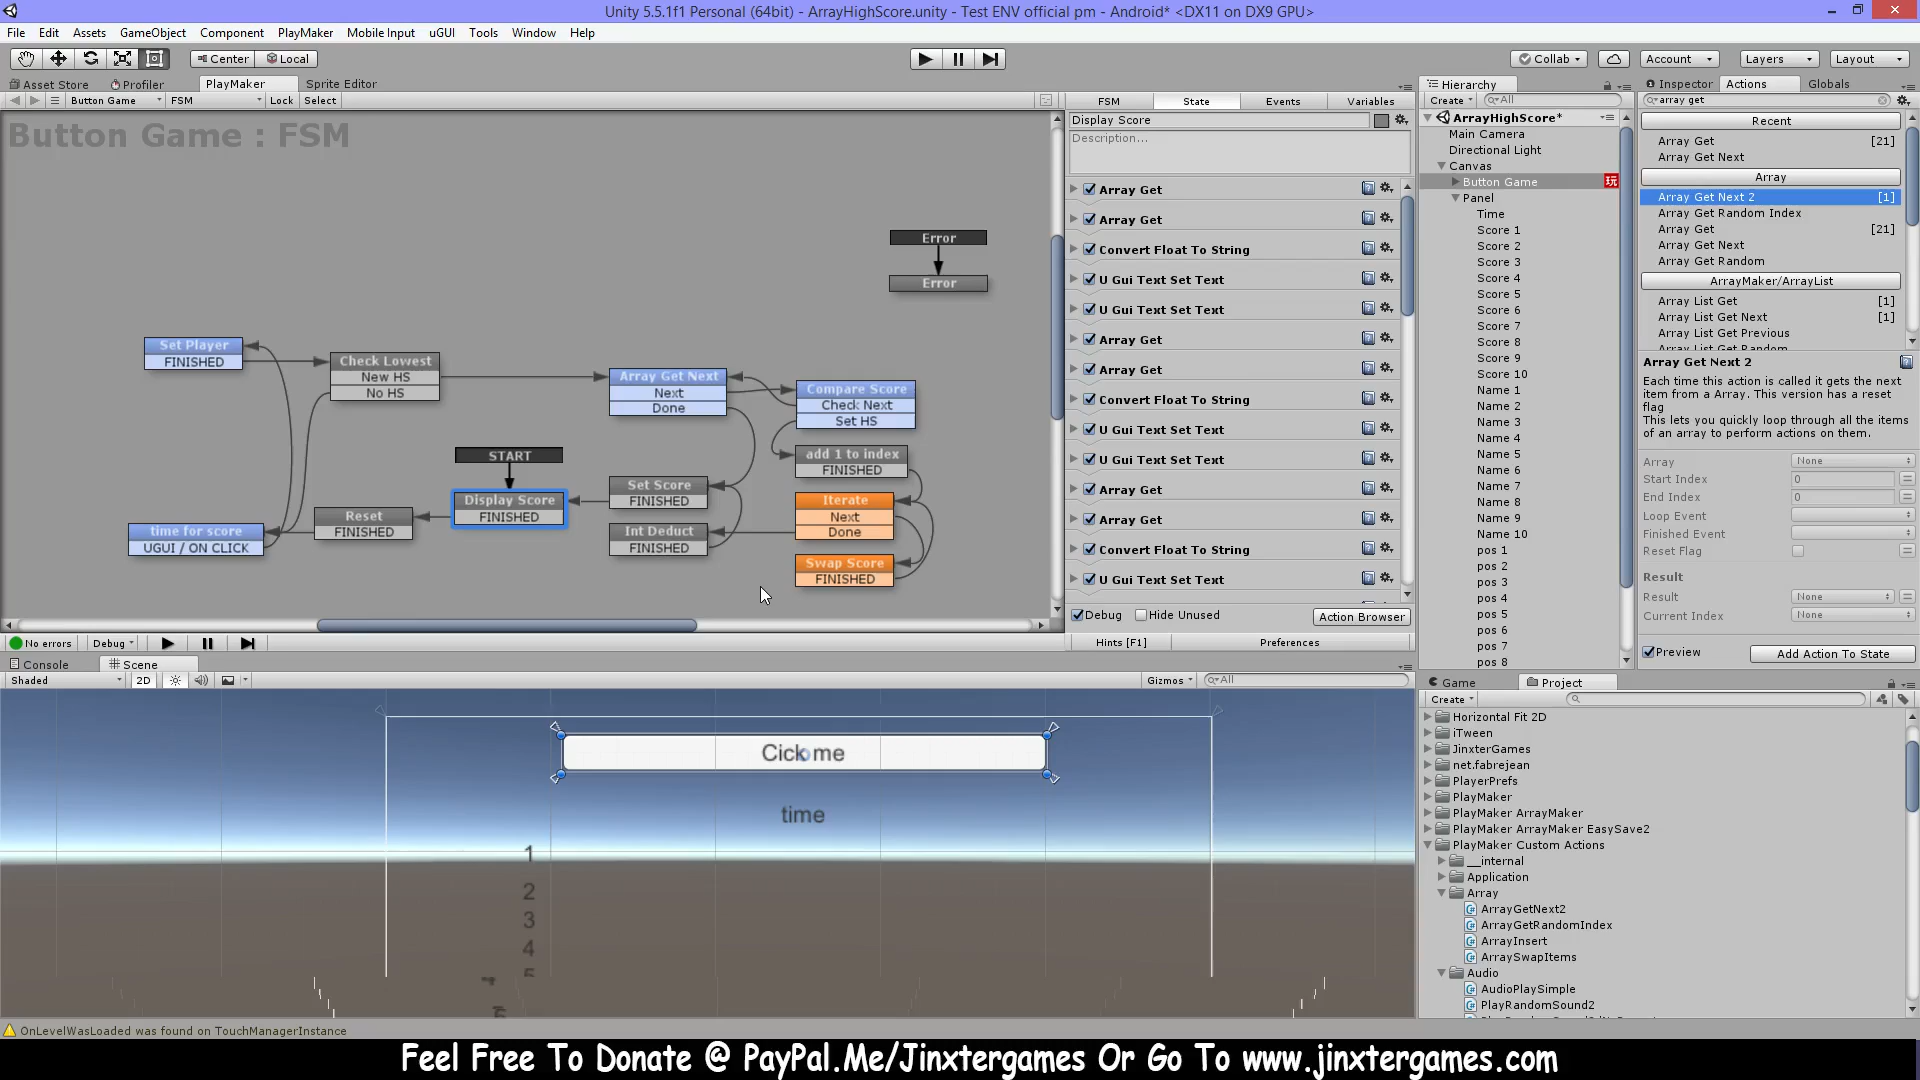 Unity 5.5.1f1 Personal (64bit) - ArrayHighScore.unity - Test ENV official pm - Android* <DX11 on DX9 GPU>
File Edit Assets GameObject Component PlayMaker Mobile Input uGUI Tools Window Help
Center Local Collab Account Layers Layout
Asset Store Profiler PlayMaker Sprite Editor
Button Game FSM Lock Select
Button Game : FSM
Error
Error
Set Player
FINISHED
Check Lowest
New HS
No HS
Array Get Next
Next
Done
Compare Score
Check Next
Set HS
START
Display Score
FINISHED
add 1 to index
FINISHED
Set Score
FINISHED
Iterate
Next
Done
Reset
FINISHED
time for score
UGUI / ON CLICK
Int Deduct
FINISHED
Swap Score
FINISHED
No errors Debug
FSM State Events Variables
Display Score
Description...
Array Get
Array Get
Convert Float To String
U Gui Text Set Text
U Gui Text Set Text
Array Get
Array Get
Convert Float To String
U Gui Text Set Text
U Gui Text Set Text
Array Get
Array Get
Convert Float To String
U Gui Text Set Text
Debug Hide Unused Action Browser
Hints [F1] Preferences
Hierarchy
Create All
ArrayHighScore*
Main Camera
Directional Light
Canvas
Button Game 玩
Panel
Time
Score 1
Score 2
Score 3
Score 4
Score 5
Score 6
Score 7
Score 8
Score 9
Score 10
Name 1
Name 2
Name 3
Name 4
Name 5
Name 6
Name 7
Name 8
Name 9
Name 10
pos 1
pos 2
pos 3
pos 4
pos 5
pos 6
pos 7
pos 8
Inspector Actions Globals
array get
Recent
Array Get [21]
Array Get Next
Array
Array Get Next 2 [1]
Array Get Random Index
Array Get [21]
Array Get Next
Array Get Random
ArrayMaker/ArrayList
Array List Get [1]
Array List Get Next [1]
Array List Get Previous
Array List Get Random
Array Get Next 2
Each time this action is called it gets the next
item from a Array. This version has a reset
flag
This lets you quickly loop through all the items
of an array to perform actions on them.
Array None
Start Index 0
End Index 0
Loop Event
Finished Event
Reset Flag
Result
Result None
Current Index None
Preview Add Action To State
Console Scene
Shaded 2D Gizmos All
Cick me
time
1
2
3
4
5
Game Project
Create
Horizontal Fit 2D
iTween
JinxterGames
net.fabrejean
PlayerPrefs
PlayMaker
PlayMaker ArrayMaker
PlayMaker ArrayMaker EasySave2
PlayMaker Custom Actions
__internal
Application
Array
ArrayGetNext2
ArrayGetRandomIndex
ArrayInsert
ArraySwapItems
Audio
AudioPlaySimple
PlayRandomSound2
OnLevelWasLoaded was found on TouchManagerInstance
Feel Free To Donate @ PayPal.Me/Jinxtergames Or Go To www.jinxtergames.com